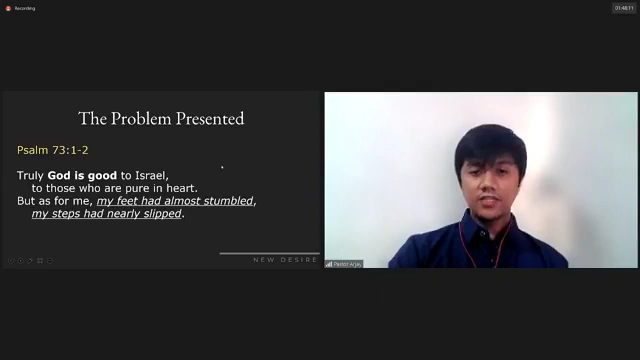 Recording
01:48:11
The Problem Presented
Psalm 73:1-2
Truly God is good to Israel,
to those who are pure in heart.
But as for me, my feet had almost stumbled,
my steps had nearly slipped.
NEW DESIRE
Pastor Arjay